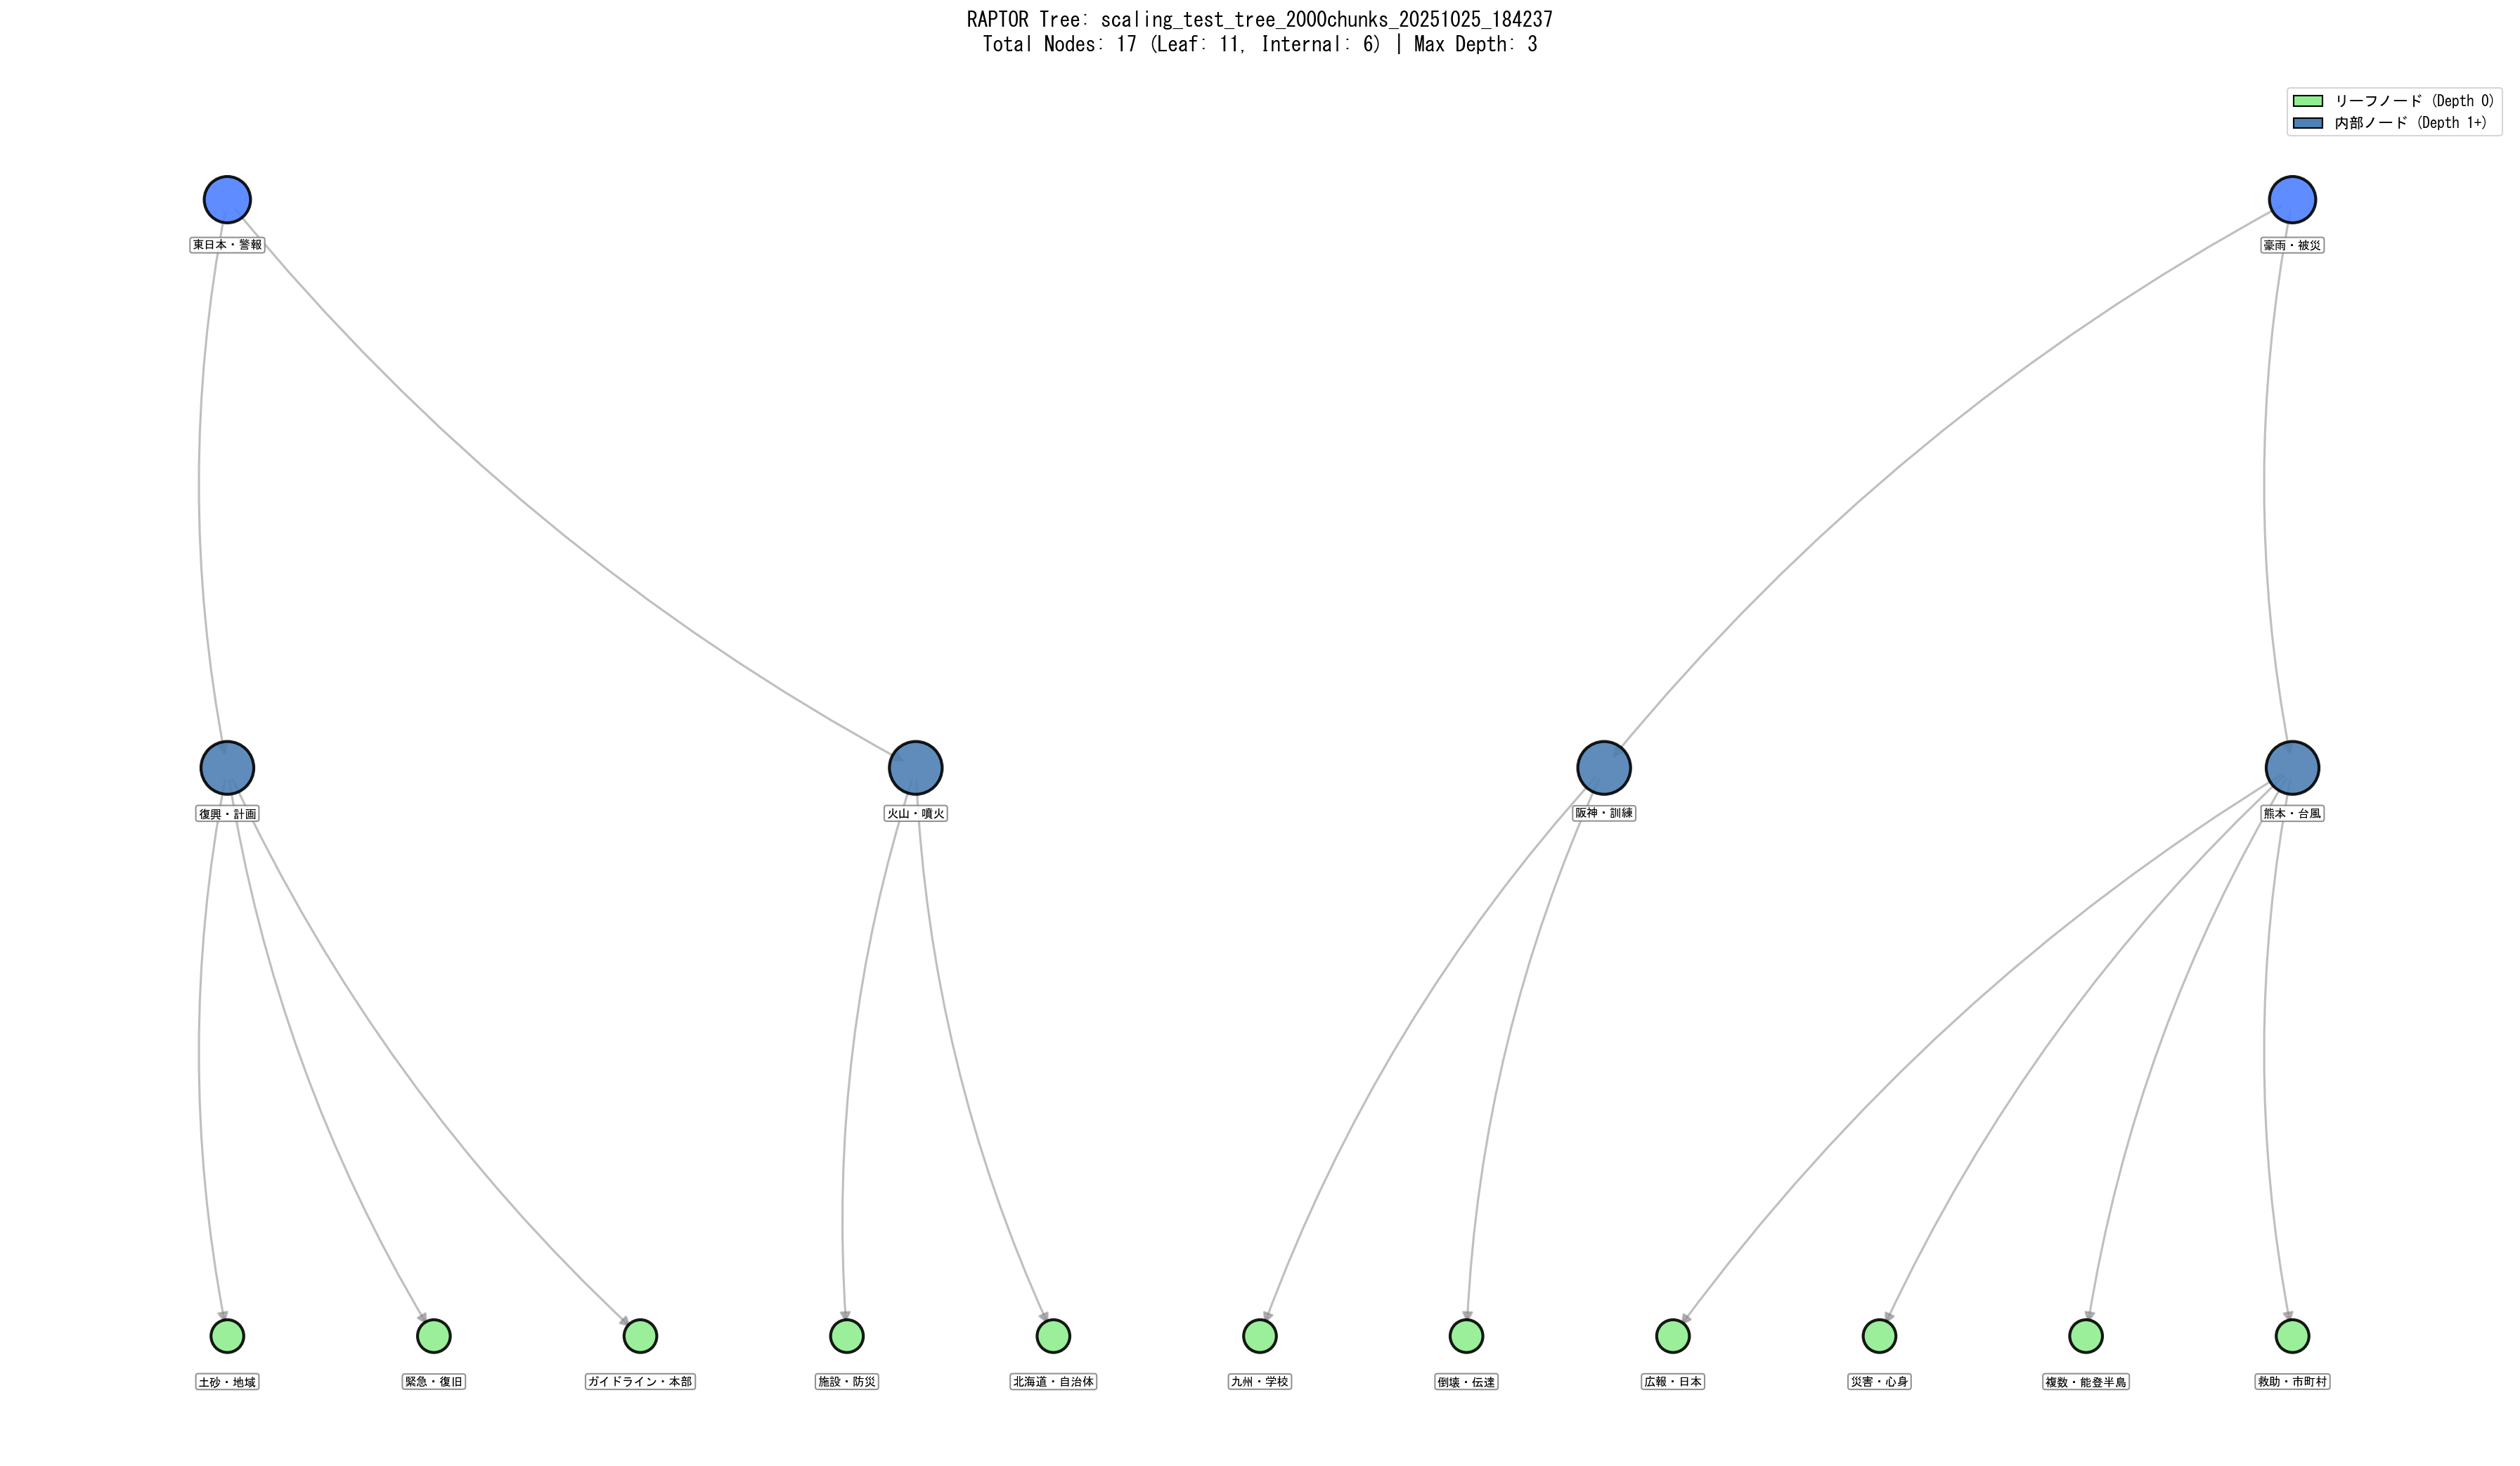 RAPTOR Tree: scaling_test_tree_2000chunks_20251025_184237
Total Nodes: 17 (Leaf: 11, Internal: 6) | Max Depth: 3
リーフノード (Depth 0)
内部ノード (Depth 1+)
東日本・警報
豪雨・被災
復興・計画
火山・噴火
阪神・訓練
熊本・台風
土砂・地域
緊急・復旧
ガイドライン・本部
施設・防災
北海道・自治体
九州・学校
倒壊・伝達
広報・日本
災害・心身
複数・能登半島
救助・市町村